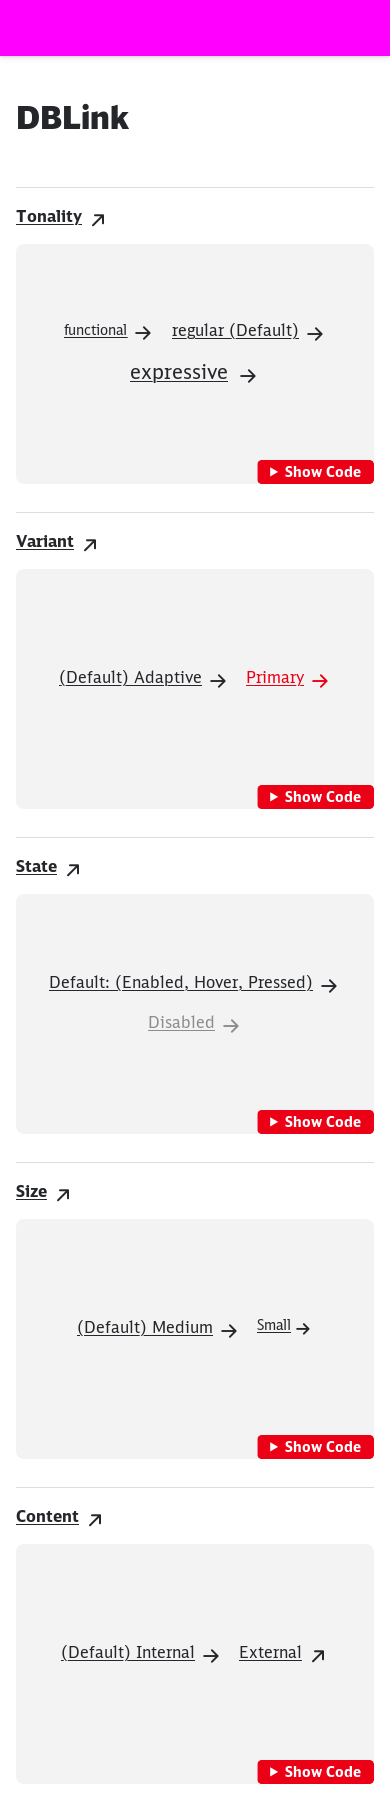 DBLink
Tonality
functional regular (Default)
expressive
Show Code
Variant
(Default) Adaptive Primary
Show Code
State
Default: (Enabled, Hover, Pressed)
Disabled
Show Code
Size
(Default) Medium Small
Show Code
Content
(Default) Internal External
Show Code